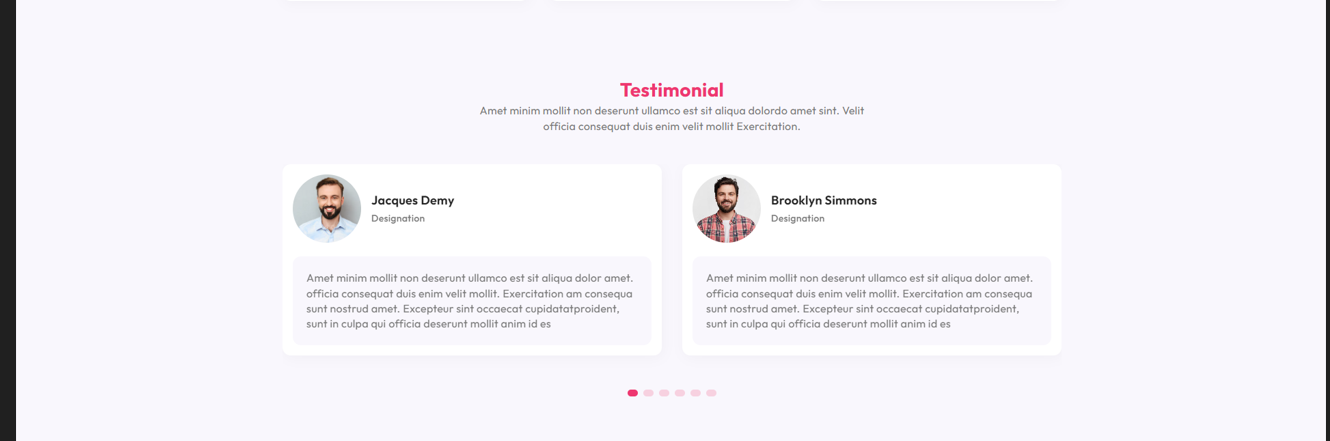 Testimonial
Amet minim mollit non deserunt ullamco est sit aliqua dolordo amet sint. Velit
officia consequat duis enim velit mollit Exercitation.
Jacques Demy
Designation
Amet minim mollit non deserunt ullamco est sit aliqua dolor amet.
officia consequat duis enim velit mollit. Exercitation am consequa
sunt nostrud amet. Excepteur sint occaecat cupidatatproident,
sunt in culpa qui officia deserunt mollit anim id es
Brooklyn Simmons
Designation
Amet minim mollit non deserunt ullamco est sit aliqua dolor amet.
officia consequat duis enim velit mollit. Exercitation am consequa
sunt nostrud amet. Excepteur sint occaecat cupidatatproident,
sunt in culpa qui officia deserunt mollit anim id es